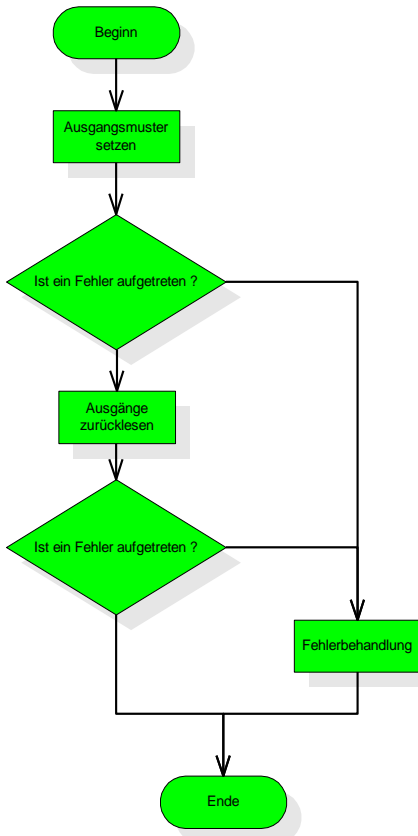 Beginn
Ausgangsmuster
setzen
Ist ein Fehler aufgetreten ?
Ausgänge
zurücklesen
Ist ein Fehler aufgetreten ?
Fehlerbehandlung
Ende